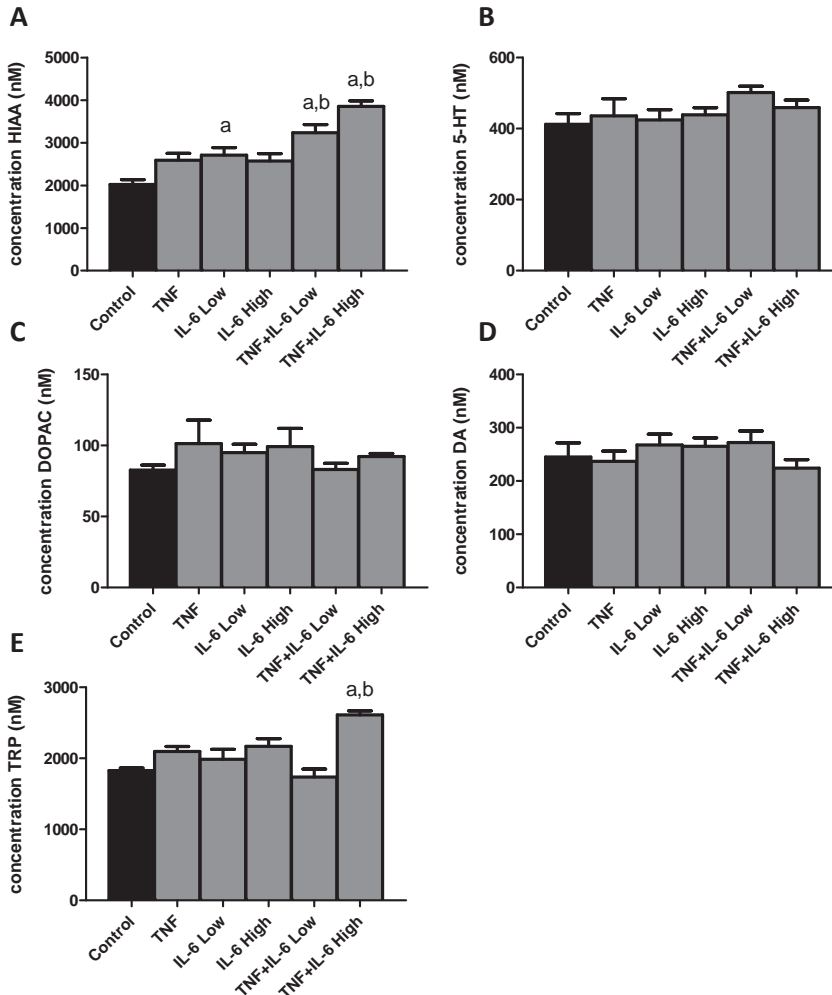 A
concentration HIAA (nM)
5000
4000
3000
2000
1000
0
a
a,b
a,b
Control
TNF
IL-6 Low
IL-6 High
TNF+IL-6 Low
TNF+IL-6 High
B
concentration 5-HT (nM)
600
400
200
0
Control
TNF
IL-6 Low
IL-6 High
TNF+IL-6 Low
TNF+IL-6 High
C
concentration DOPAC (nM)
150
100
50
0
Control
TNF
IL-6 Low
IL-6 High
TNF+IL-6 Low
TNF+IL-6 High
D
concentration DA (nM)
400
300
200
100
0
Control
TNF
IL-6 Low
IL-6 High
TNF+IL-6 Low
TNF+IL-6 High
E
concentration TRP (nM)
3000
2000
1000
0
a,b
Control
TNF
IL-6 Low
IL-6 High
TNF+IL-6 Low
TNF+IL-6 High